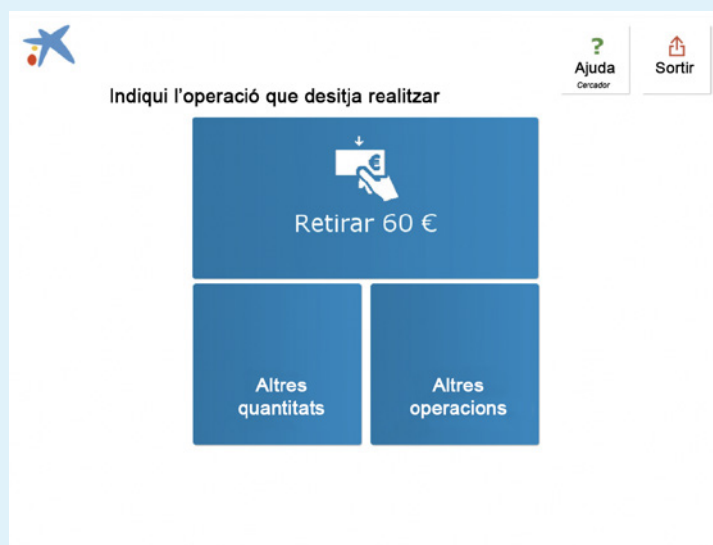 ?
Ajuda
Cercador
Sortir
Indiqui l'operació que desitja realitzar
€
Retirar 60 €
Altres
quantitats
Altres
operacions